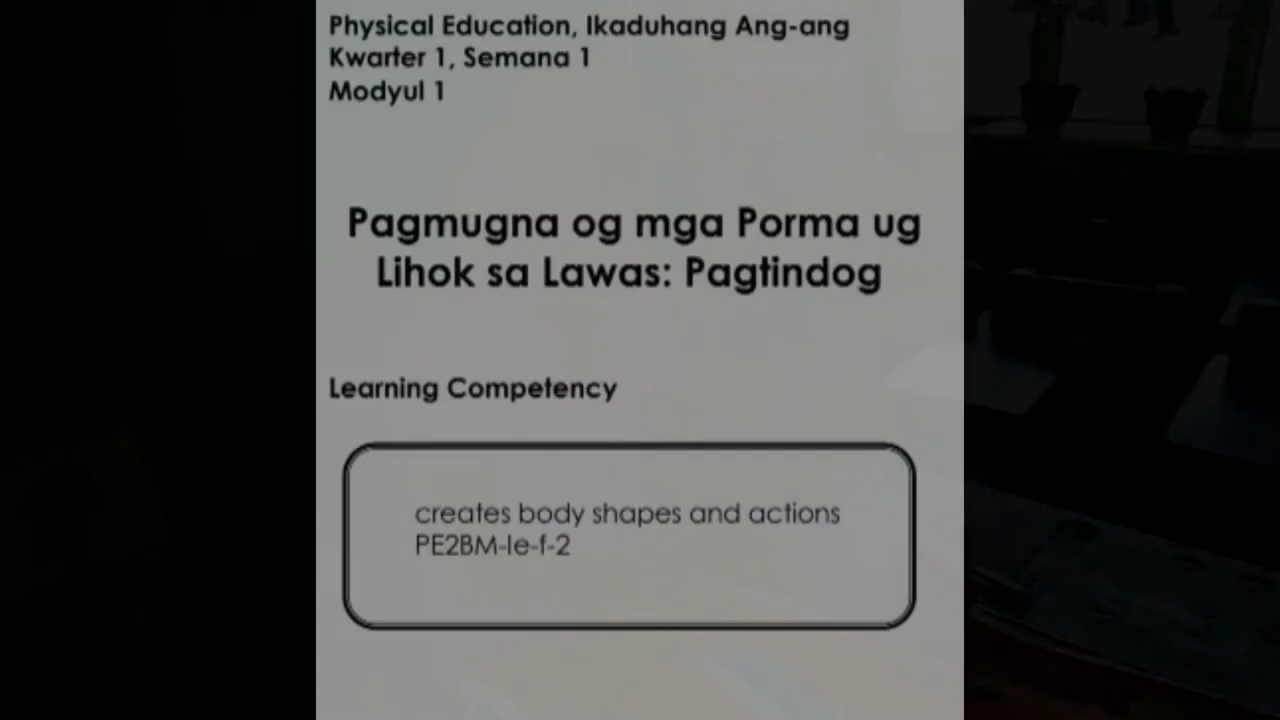 Physical Education, Ikaduhang Ang-ang
Kwarter 1, Semana 1
Modyul 1
Pagmugna og mga Porma ug
Lihok sa Lawas: Pagtindog
Learning Competency
creates body shapes and actions
PE2BM-Ie-f-2